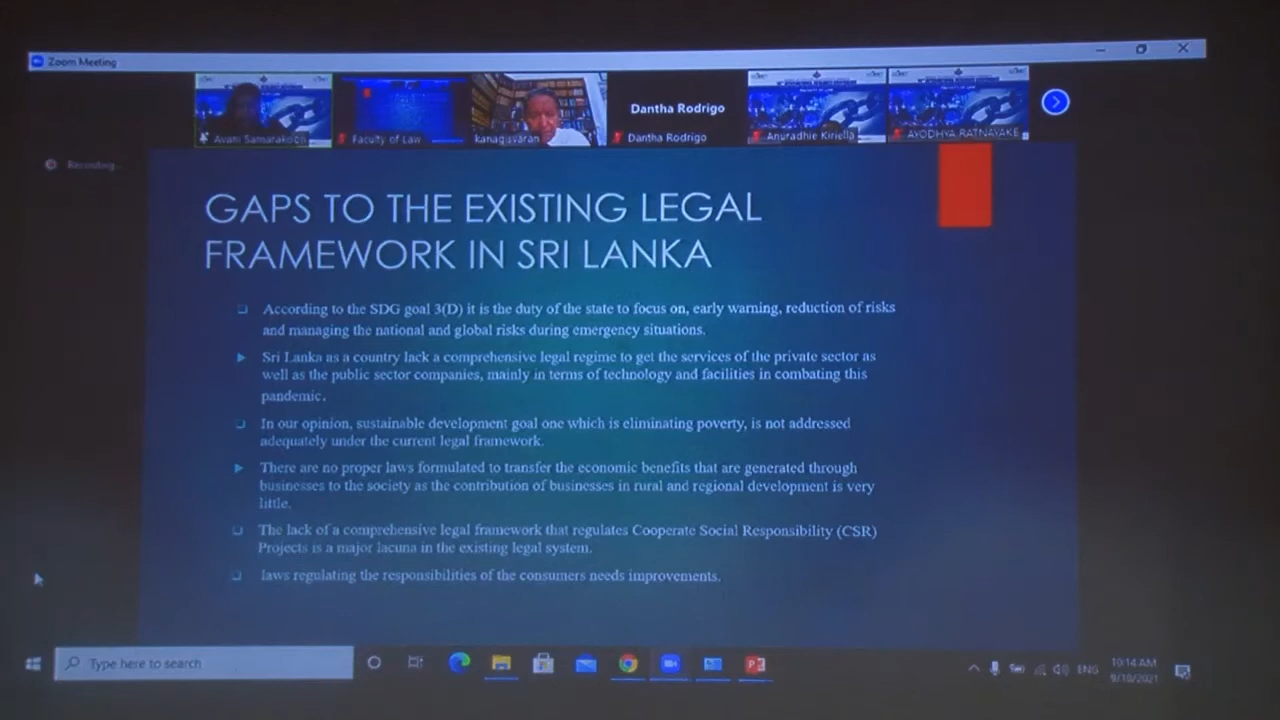 Zoom Meeting
Dantha Rodrigo
Avani Samarakoon
Faculty of Law
kanagisvaran
Dantha Rodrigo
Anuradhie Kiriella
AYODHYA RATNAYAKE
Recording...
GAPS TO THE EXISTING LEGAL
FRAMEWORK IN SRI LANKA
According to the SDG goal 3(D) it is the duty of the state to focus on, early warning, reduction of risks
and managing the national and global risks during emergency situations.
Sri Lanka as a country lack a comprehensive legal regime to get the services of the private sector as
well as the public sector companies, mainly in terms of technology and facilities in combating this
pandemic.
In our opinion, sustainable development goal one which is eliminating poverty, is not addressed
adequately under the current legal framework.
There are no proper laws formulated to transfer the economic benefits that are generated through
businesses to the society as the contribution of businesses in rural and regional development is very
little.
The lack of a comprehensive legal framework that regulates Cooperate Social Responsibility (CSR)
Projects is a major lacuna in the existing legal system.
laws regulating the responsibilities of the consumers needs improvements.
Type here to search
ENG
10:14 AM
9/10/2021